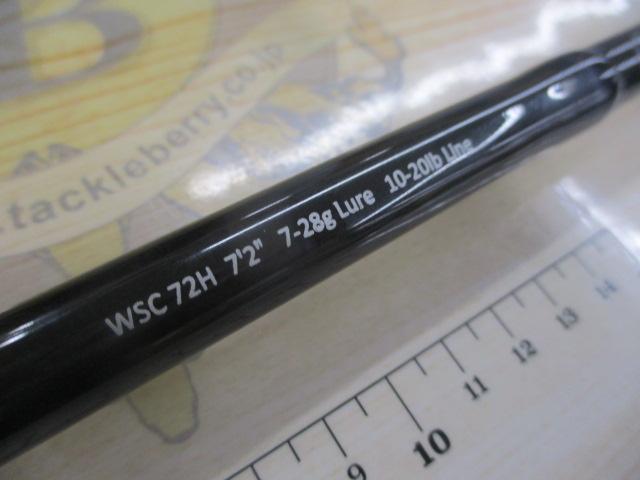 B
-tackleberry.co.jp
WSC 72H 7'2" 7-28g Lure 10-20lb Line
9 10 11 12 13 14